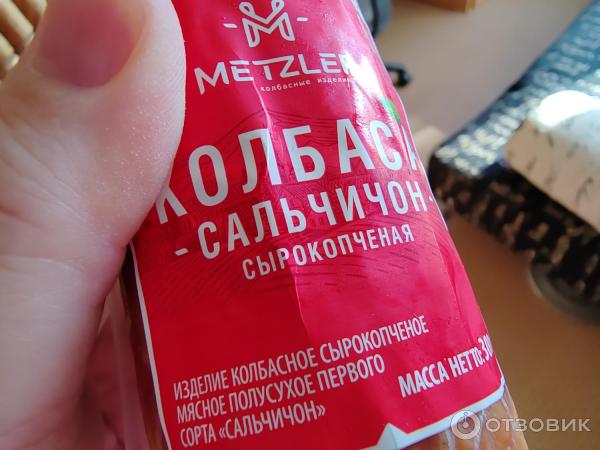 METZLER
колбасные изделия
КОЛБАСА
- САЛЬЧИЧОН -
СЫРОКОПЧЕНАЯ
ИЗДЕЛИЕ КОЛБАСНОЕ СЫРОКОПЧЕНОЕ
МЯСНОЕ ПОЛУСУХОЕ ПЕРВОГО
СОРТА «САЛЬЧИЧОН»
МАССА НЕТТО:
ОТЗОВИК